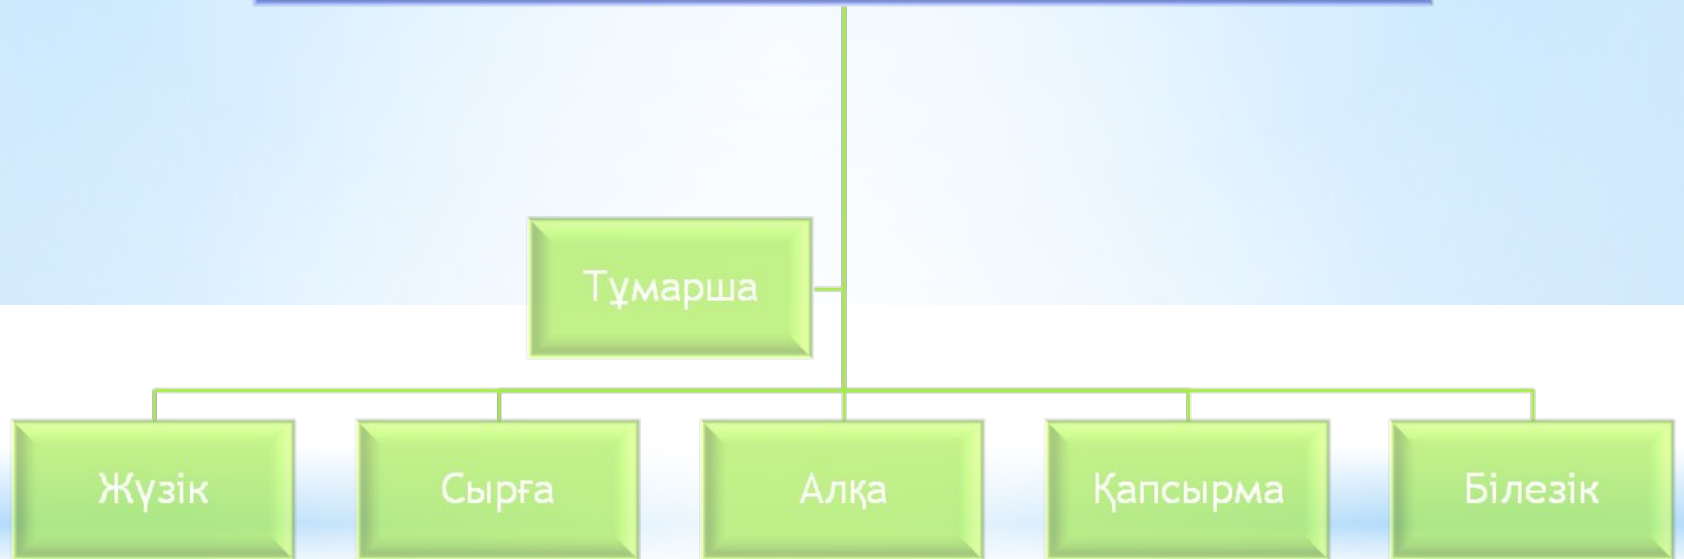 Тұмарша
Жүзік
Сырға
Алқа
Қапсырма
Білезік